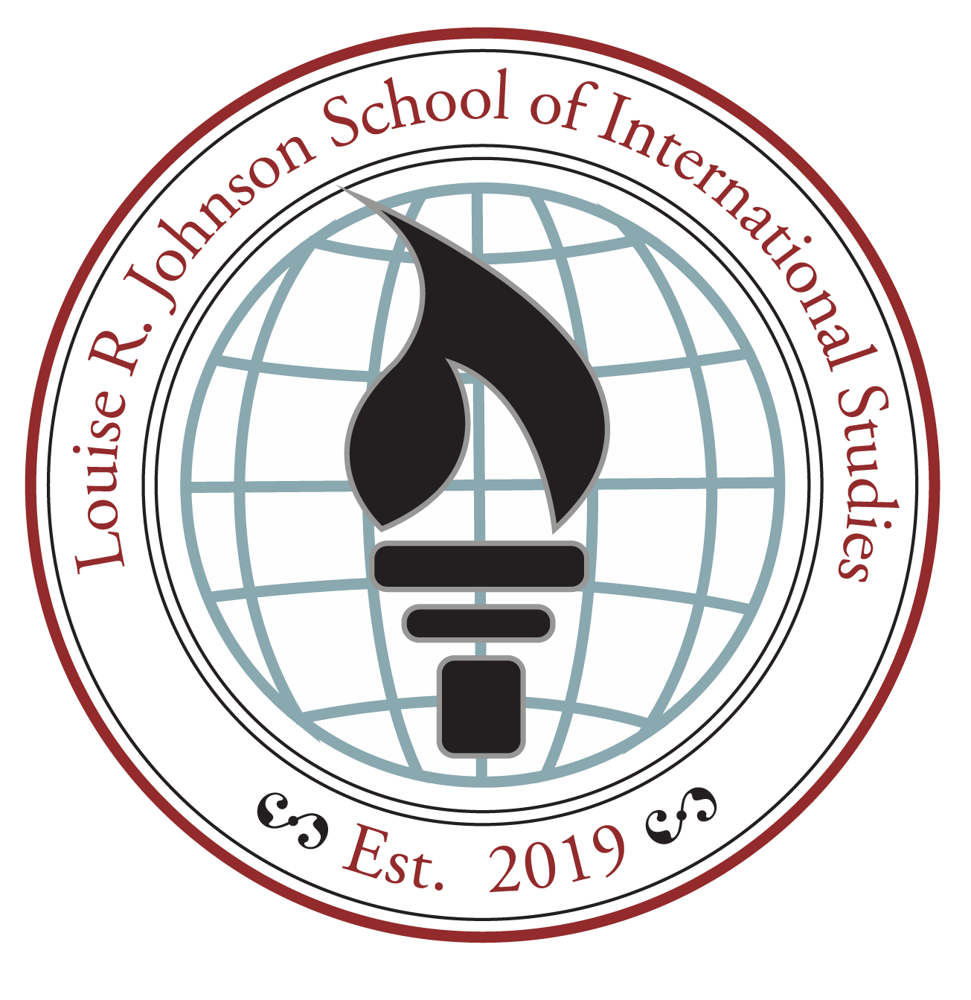 Louise R. Johnson School of International Studies
Est. 2019